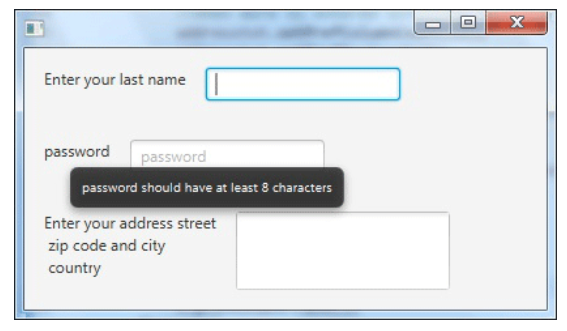 Enter your last name
password
password
password should have at least 8 characters
Enter your address street
zip code and city
country